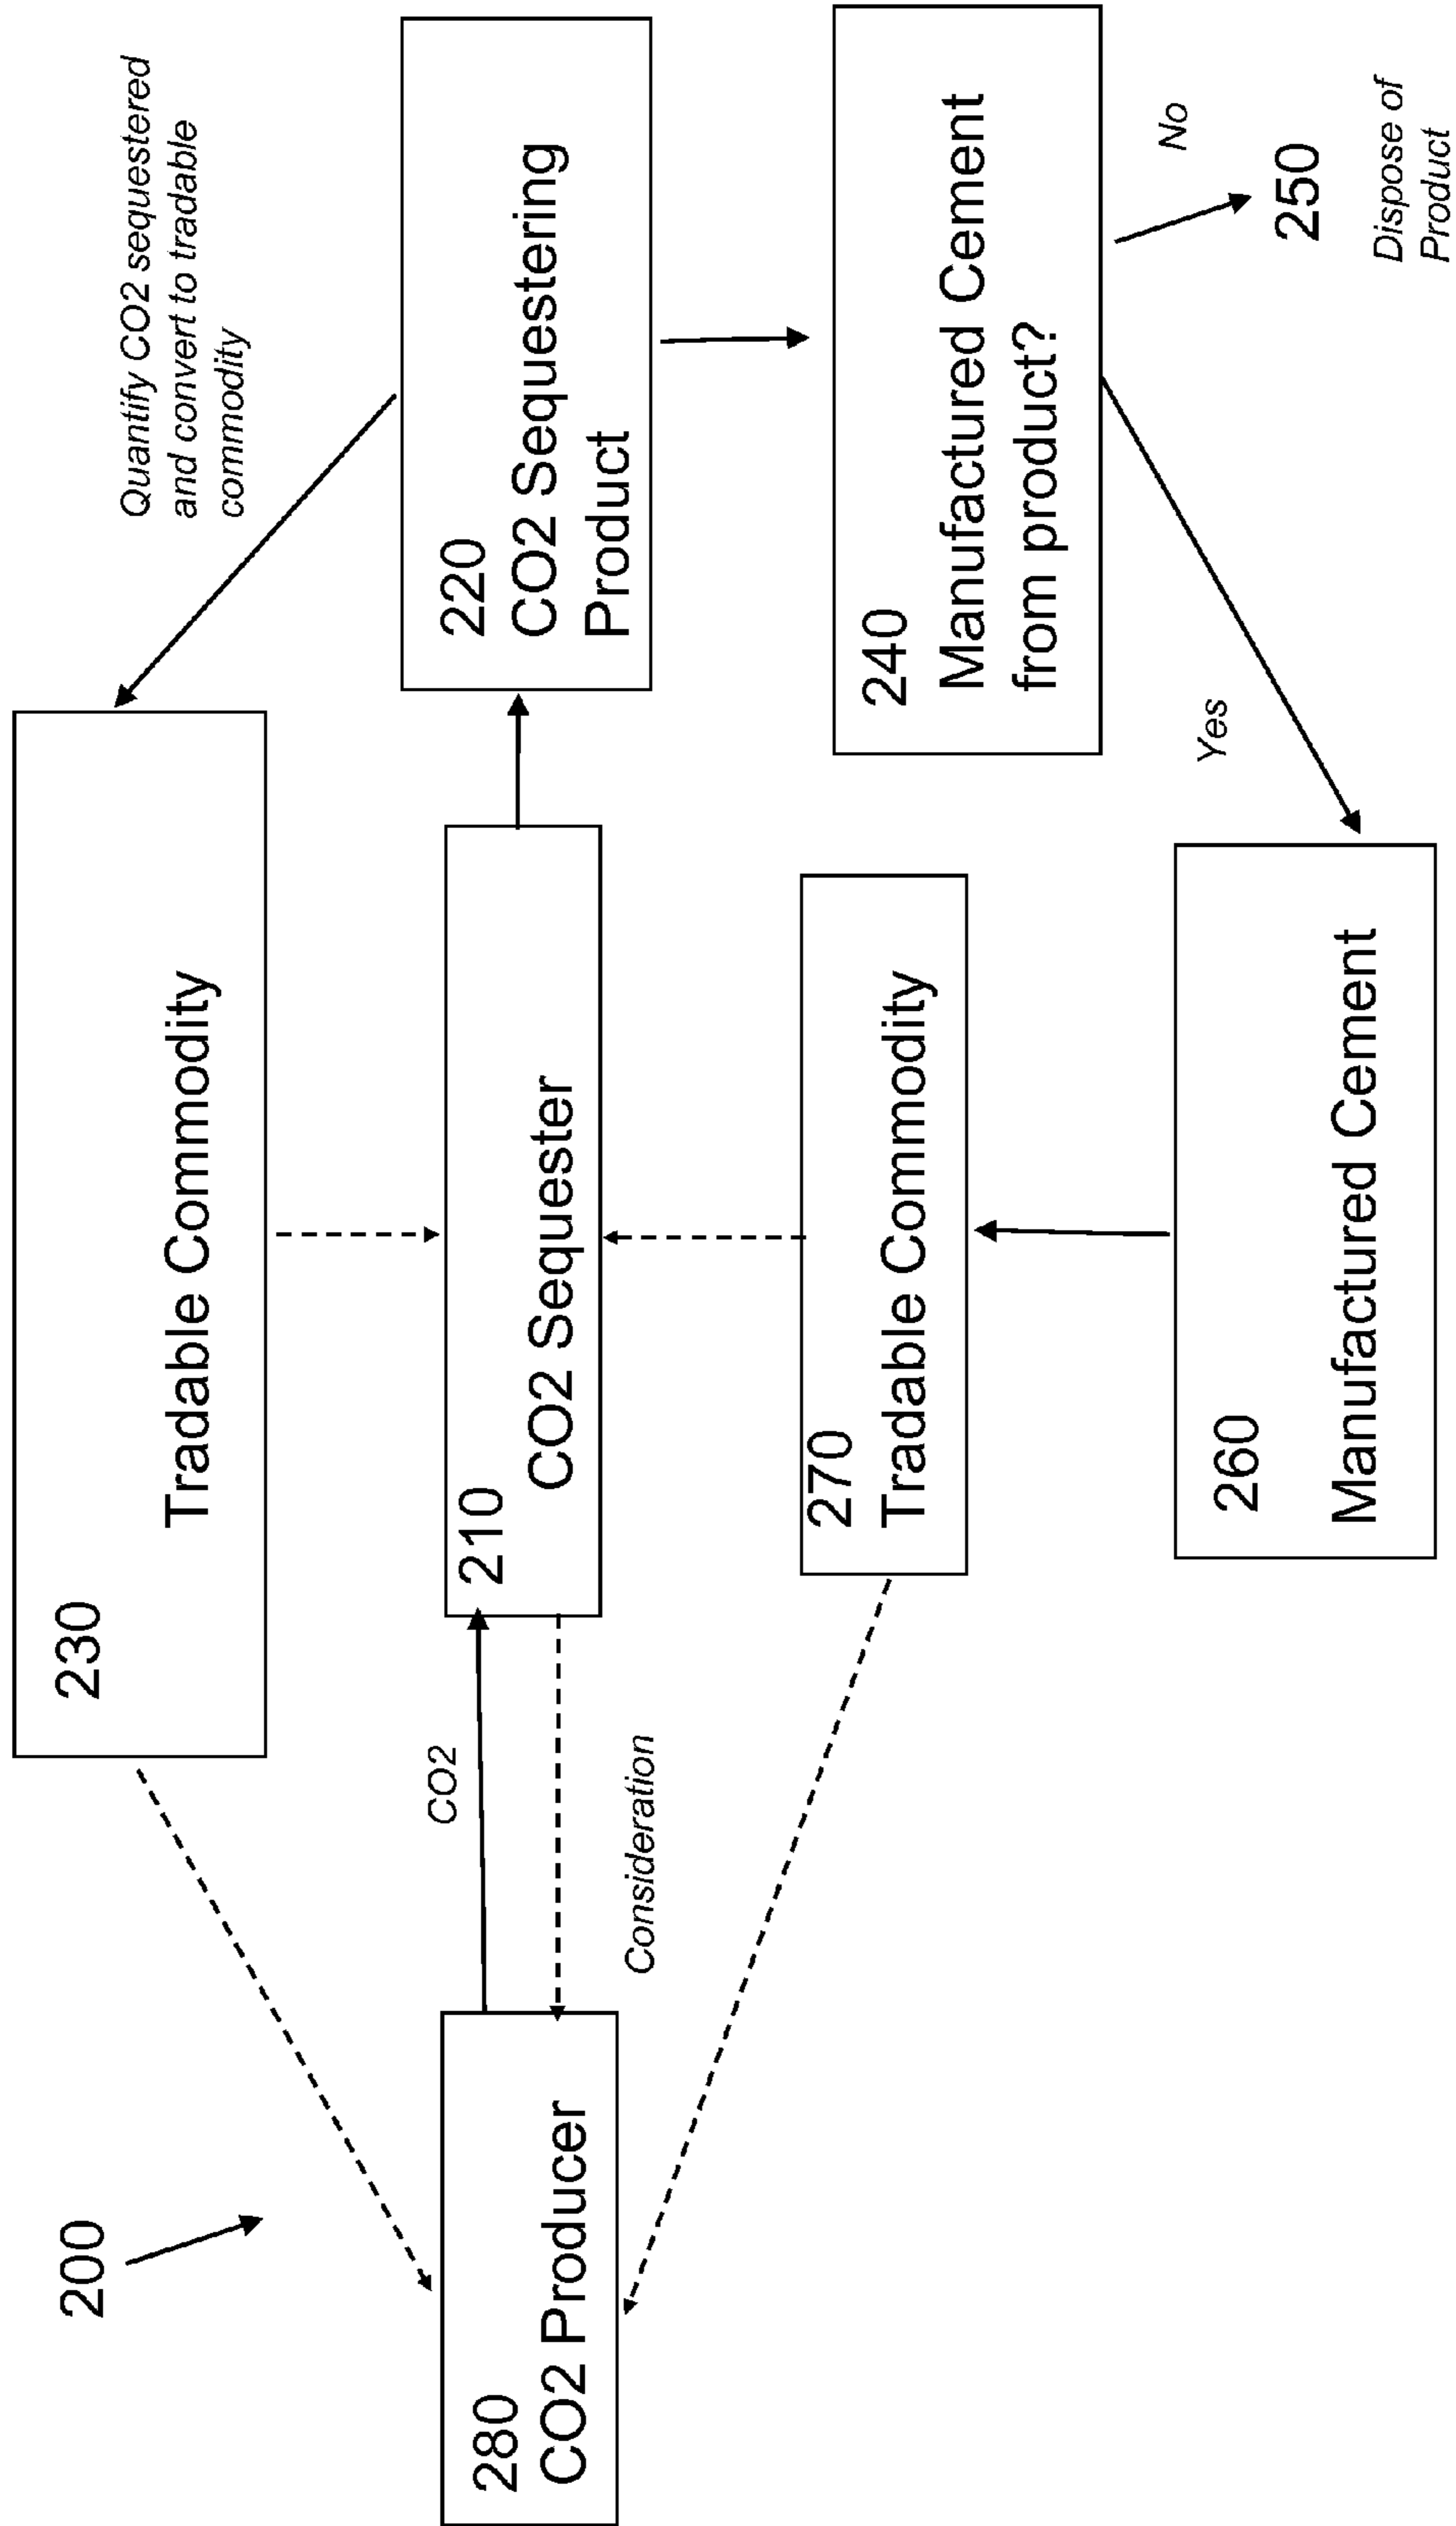 200
230
Tradable Commodity
Quantify CO2 sequestered
and convert to tradable
commodity
280
CO2 Producer
CO2
Consideration
210
CO2 Sequester
220
CO2 Sequestering
Product
270
Tradable Commodity
240
Manufactured Cement
from product?
Yes
No
260
Manufactured Cement
250
Dispose of
Product